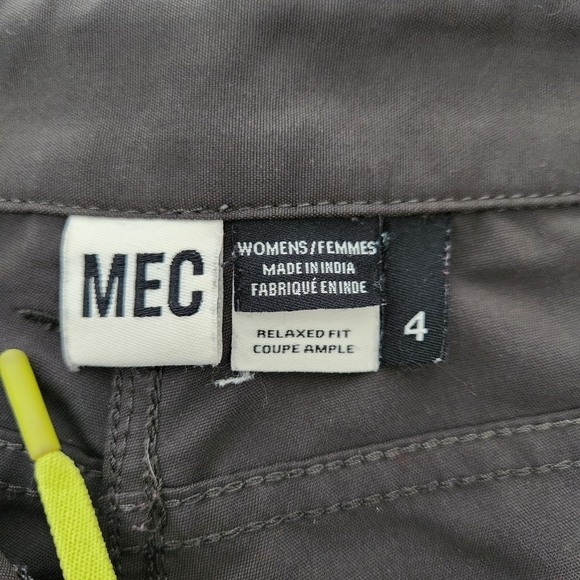 MEC
WOMENS/FEMMES
MADE IN INDIA
FABRIQUÉ EN INDE
RELAXED FIT
COUPE AMPLE
4